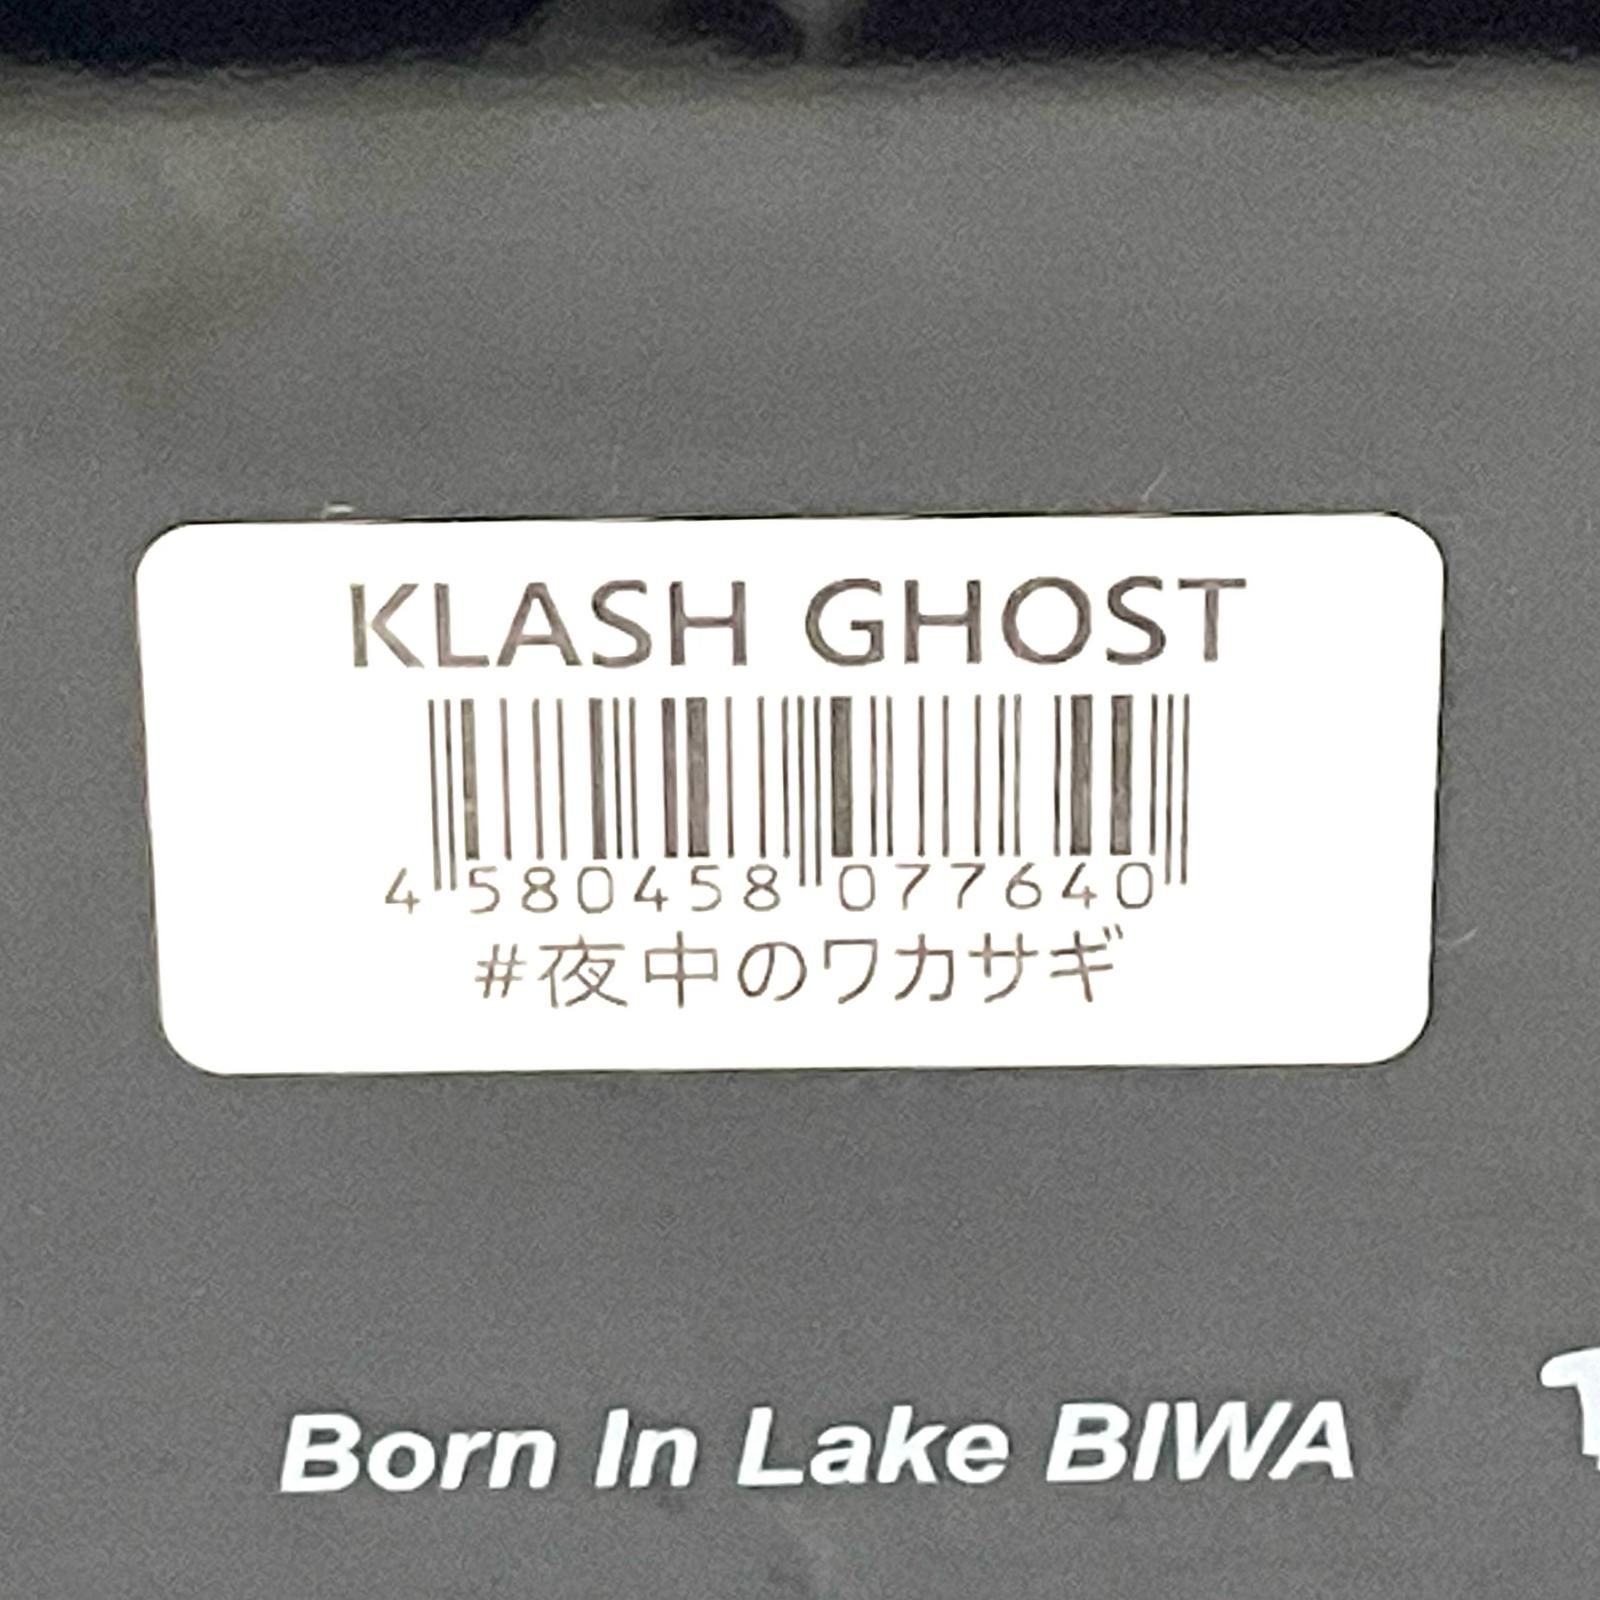 KLASH GHOST
4 580458 077640
#夜中のワカサギ
Born In Lake BIWA